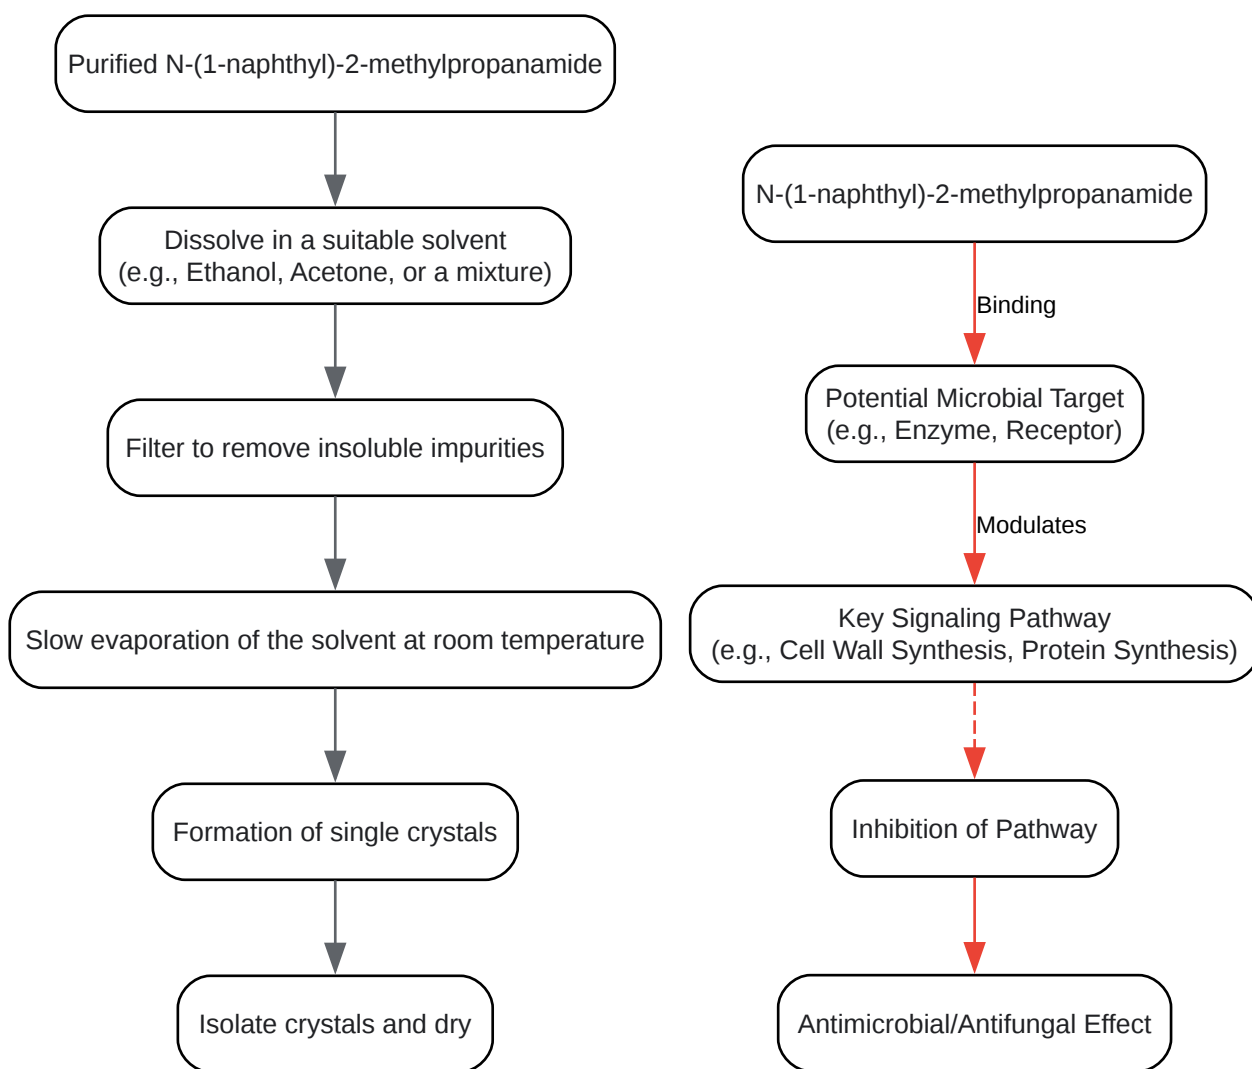 Purified N-(1-naphthyl)-2-methylpropanamide
Dissolve in a suitable solvent
(e.g., Ethanol, Acetone, or a mixture)
Filter to remove insoluble impurities
Slow evaporation of the solvent at room temperature
Formation of single crystals
Isolate crystals and dry
N-(1-naphthyl)-2-methylpropanamide
Binding
Potential Microbial Target
(e.g., Enzyme, Receptor)
Modulates
Key Signaling Pathway
(e.g., Cell Wall Synthesis, Protein Synthesis)
Inhibition of Pathway
Antimicrobial/Antifungal Effect